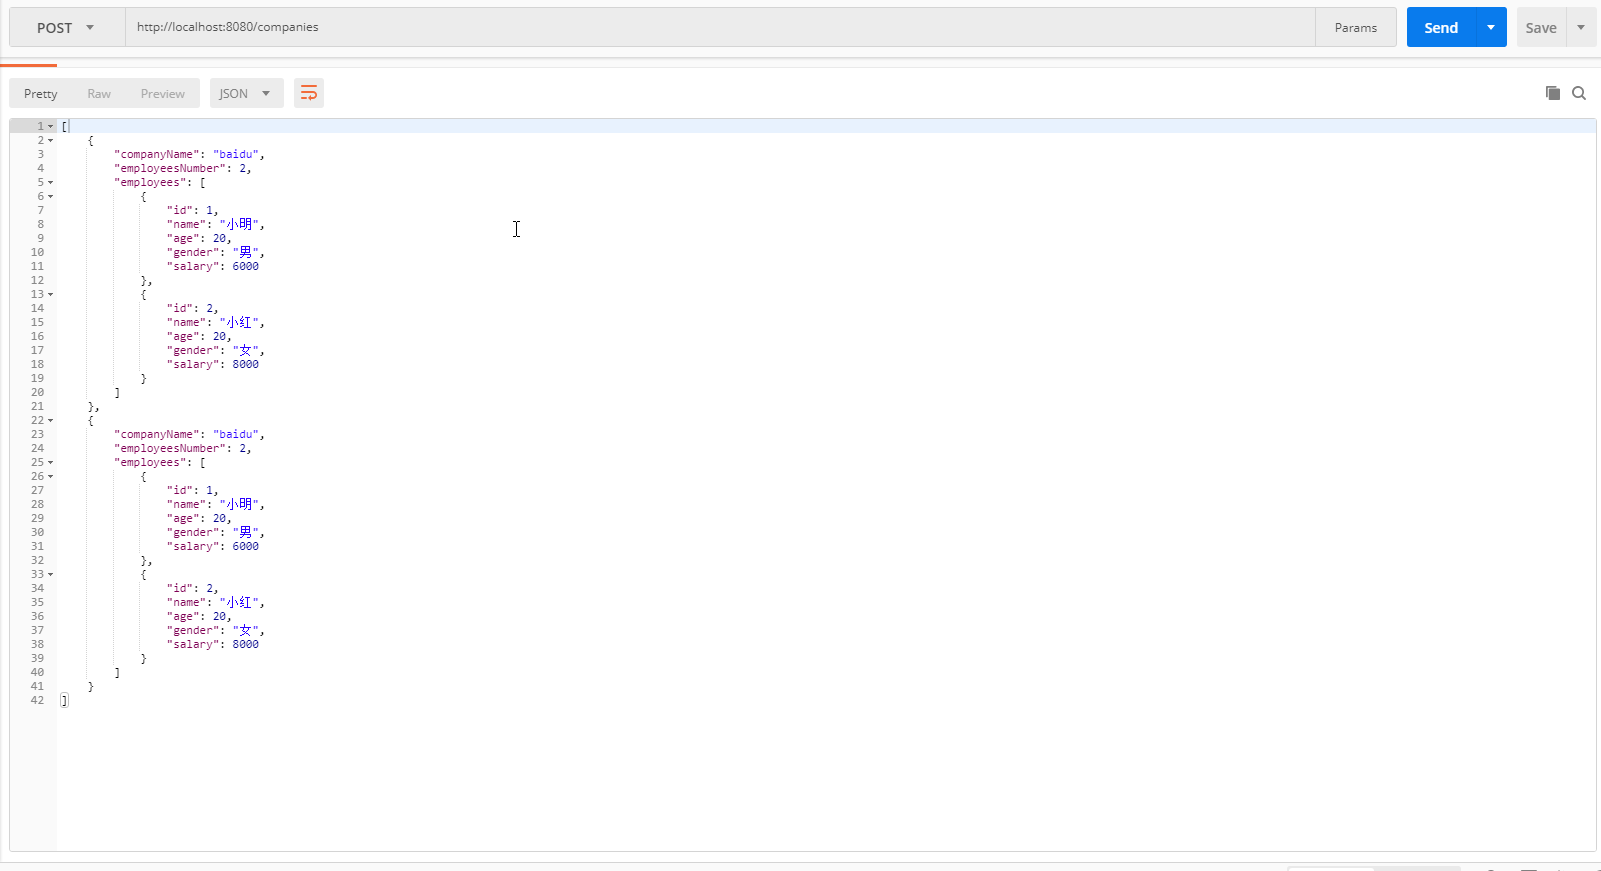 POST http://localhost:8080/companies Params Send Save
Pretty Raw Preview JSON
1 [
2 {
3 "companyName": "baidu",
4 "employeesNumber": 2,
5 "employees": [
6 {
7 "id": 1,
8 "name": "小明",
9 "age": 20,
10 "gender": "男",
11 "salary": 6000
12 },
13 {
14 "id": 2,
15 "name": "小红",
16 "age": 20,
17 "gender": "女",
18 "salary": 8000
19 }
20 ]
21 },
22 {
23 "companyName": "baidu",
24 "employeesNumber": 2,
25 "employees": [
26 {
27 "id": 1,
28 "name": "小明",
29 "age": 20,
30 "gender": "男",
31 "salary": 6000
32 },
33 {
34 "id": 2,
35 "name": "小红",
36 "age": 20,
37 "gender": "女",
38 "salary": 8000
39 }
40 ]
41 }
42 ]